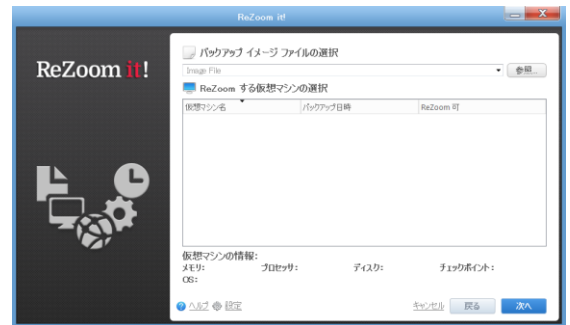 ReZoom it!
ReZoom it!
バックアップ イメージ ファイルの選択
Image File
参照...
ReZoom する仮想マシンの選択
仮想マシン名 バックアップ日時 ReZoom 可
仮想マシンの情報:
メモリ: プロセッサ: ディスク: チェックポイント:
OS:
ヘルプ 設定 キャンセル 戻る 次へ